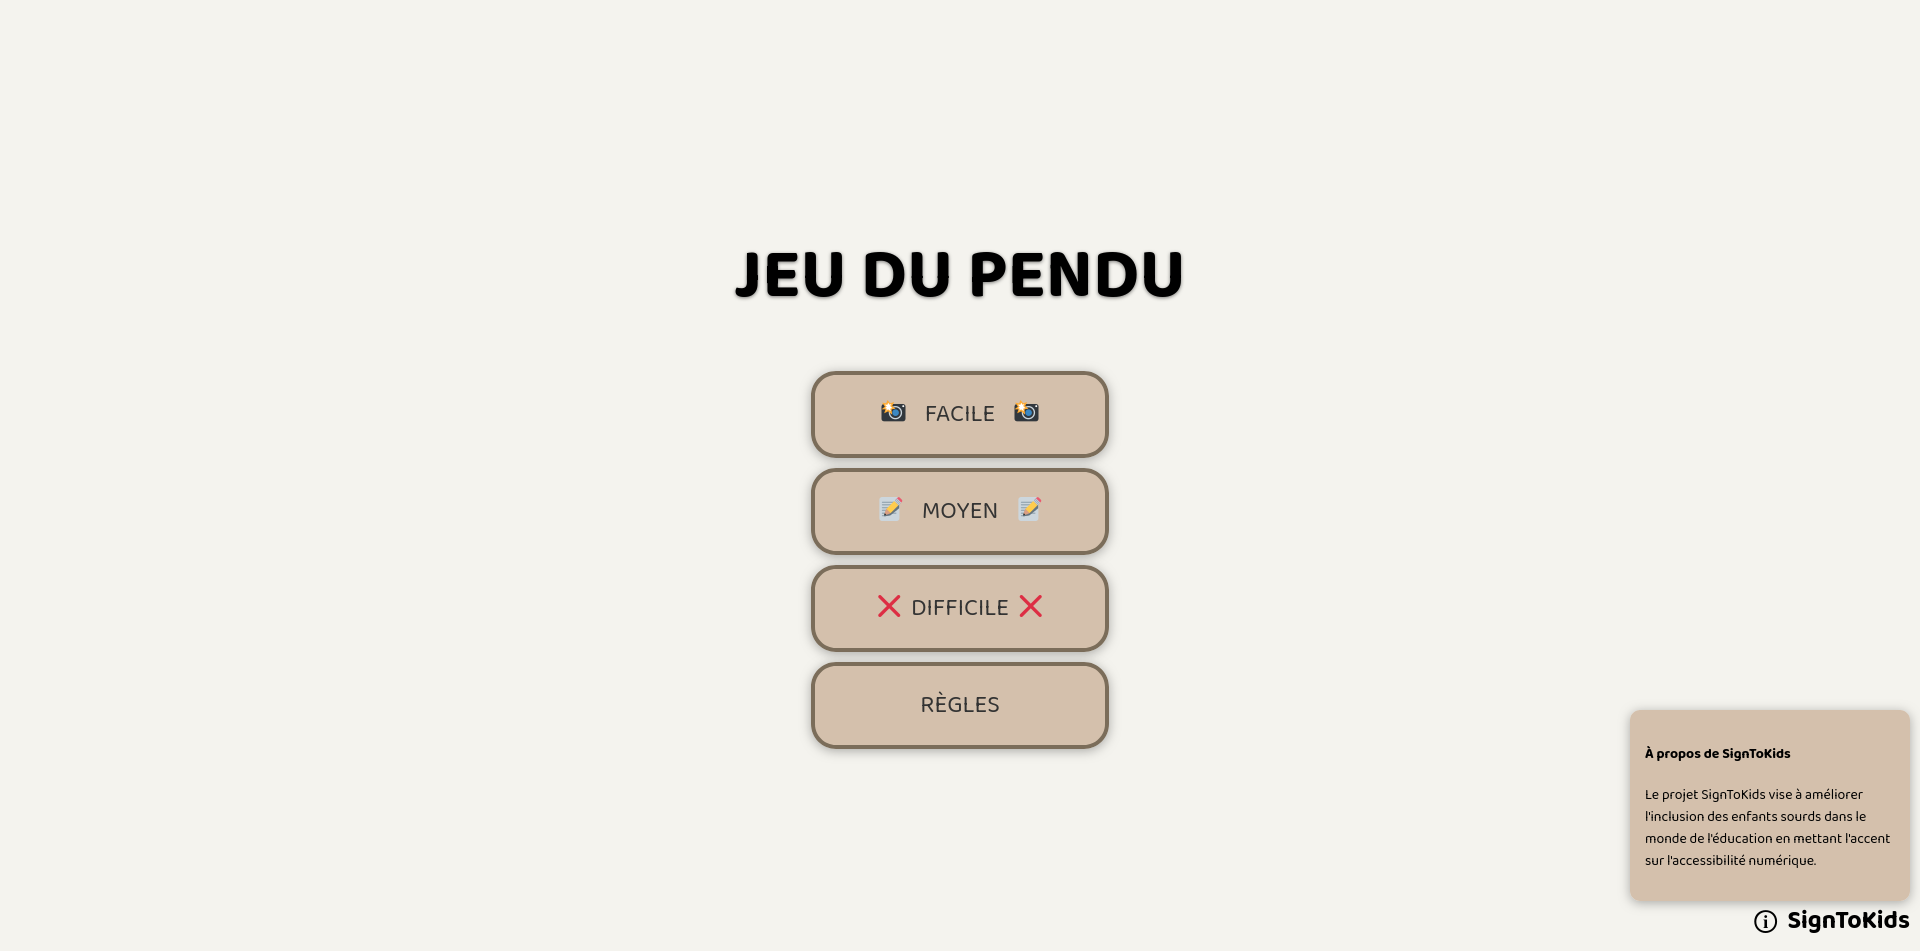 JEU DU PENDU
FACILE
MOYEN
DIFFICILE
RÈGLES
À propos de SignToKids
Le projet SignToKids vise à améliorer
l'inclusion des enfants sourds dans le
monde de l'éducation en mettant l'accent
sur l'accessibilité numérique.
SignToKids